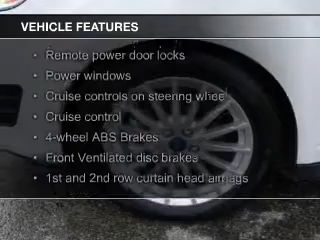 VEHICLE FEATURES
• Remote power door locks
• Power windows
• Cruise controls on steering wheel
• Cruise control
• 4-wheel ABS Brakes
• Front Ventilated disc brakes
• 1st and 2nd row curtain head airbags